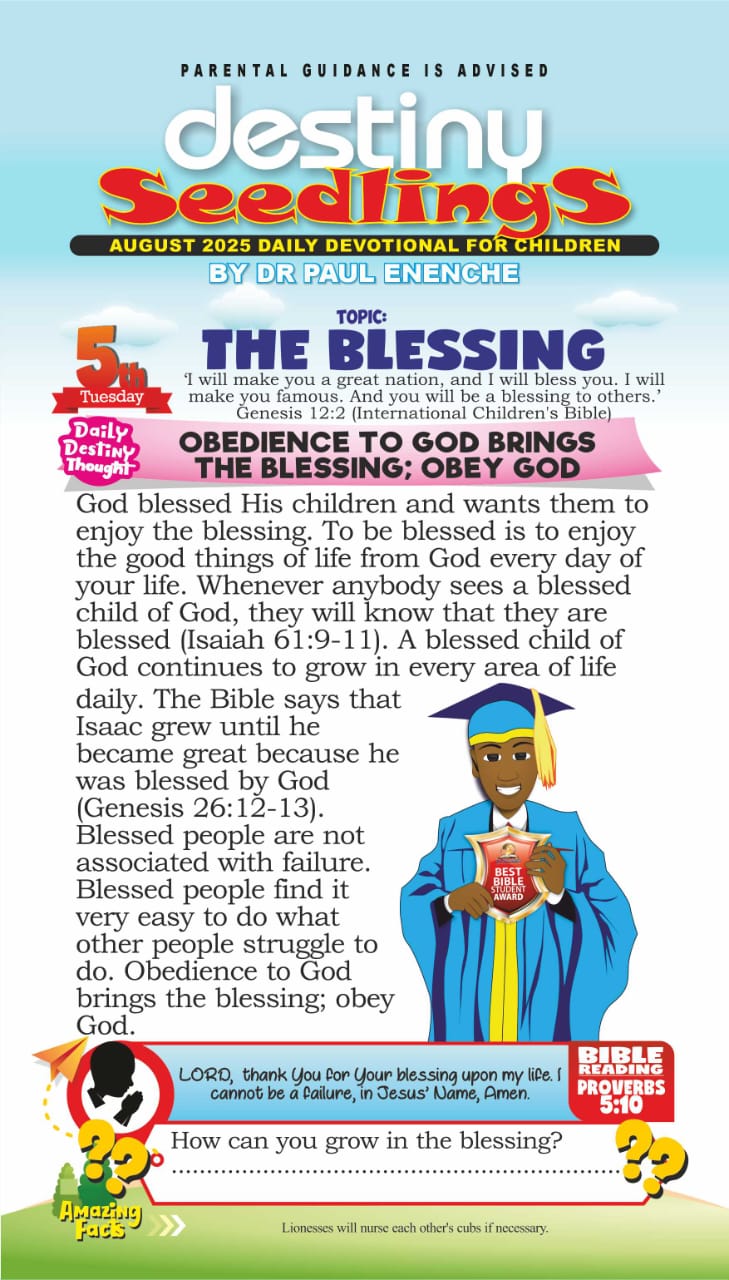 PARENTAL GUIDANCE IS ADVISED
destiny
Seedlings
AUGUST 2025 DAILY DEVOTIONAL FOR CHILDREN
BY DR PAUL ENENCHE
TOPIC:
5th
Tuesday
THE BLESSING
‘I will make you a great nation, and I will bless you. I will
make you famous. And you will be a blessing to others.’
Genesis 12:2 (International Children's Bible)
Daily
Destiny
Thought
OBEDIENCE TO GOD BRINGS
THE BLESSING; OBEY GOD
God blessed His children and wants them to
enjoy the blessing. To be blessed is to enjoy
the good things of life from God every day of
your life. Whenever anybody sees a blessed
child of God, they will know that they are
blessed (Isaiah 61:9-11). A blessed child of
God continues to grow in every area of life
daily. The Bible says that
Isaac grew until he
became great because he
was blessed by God
(Genesis 26:12-13).
Blessed people are not
associated with failure.
Blessed people find it
very easy to do what
other people struggle to
do. Obedience to God
brings the blessing; obey
God.
BEST
BIBLE
STUDENT
AWARD
LORD, thank You for Your blessing upon my life. I
cannot be a failure, in Jesus’ Name, Amen.
BIBLE
READING
PROVERBS
5:10
??
How can you grow in the blessing?
....................................................................
??
Amazing
Facts
Lionesses will nurse each other's cubs if necessary.